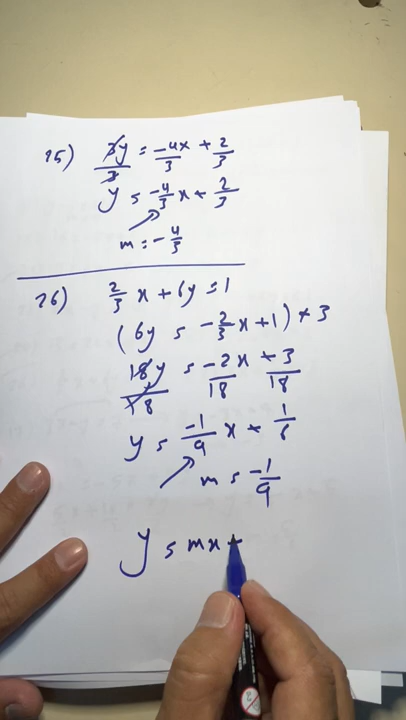 25) 3y/3 = -4x/3 + 2/3
y = -4/3 x + 2/3
m = -4/3
26) 2/3 x + 6y = 1
(6y = -2/3 x + 1) * 3
18y/18 = -2x/18 + 3/18
y = -1/9 x + 1/6
m = -1/9
y = mx +